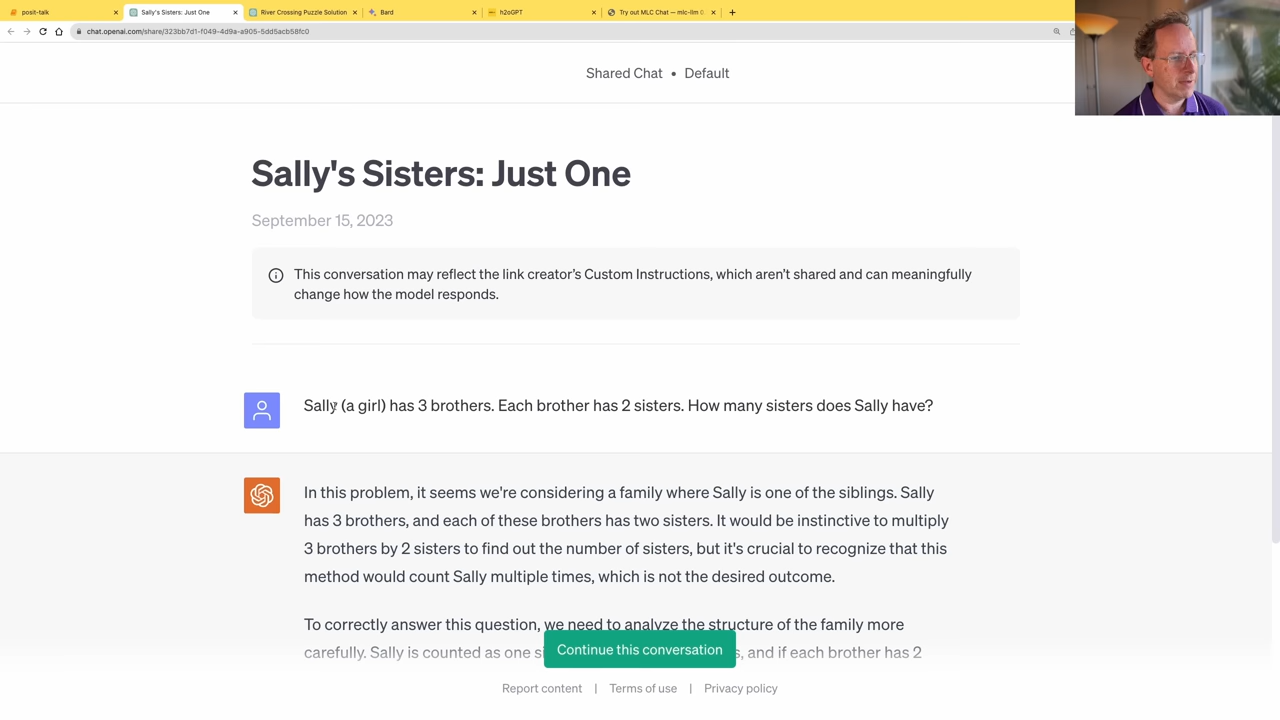 posit-talk
Sally's Sisters: Just One
River Crossing Puzzle Solution
Bard
h2oGPT
Try out MLC Chat — mlc-llm
chat.openai.com/share/323bb7d1-f049-4d9a-a905-5dd5acb58fc0
Shared Chat • Default
Sally's Sisters: Just One
September 15, 2023
This conversation may reflect the link creator's Custom Instructions, which aren't shared and can meaningfully
change how the model responds.
Sally (a girl) has 3 brothers. Each brother has 2 sisters. How many sisters does Sally have?
In this problem, it seems we're considering a family where Sally is one of the siblings. Sally
has 3 brothers, and each of these brothers has two sisters. It would be instinctive to multiply
3 brothers by 2 sisters to find out the number of sisters, but it's crucial to recognize that this
method would count Sally multiple times, which is not the desired outcome.
To correctly answer this question, we need to analyze the structure of the family more
carefully. Sally is counted as one and if each brother has 2
Continue this conversation
Report content | Terms of use | Privacy policy